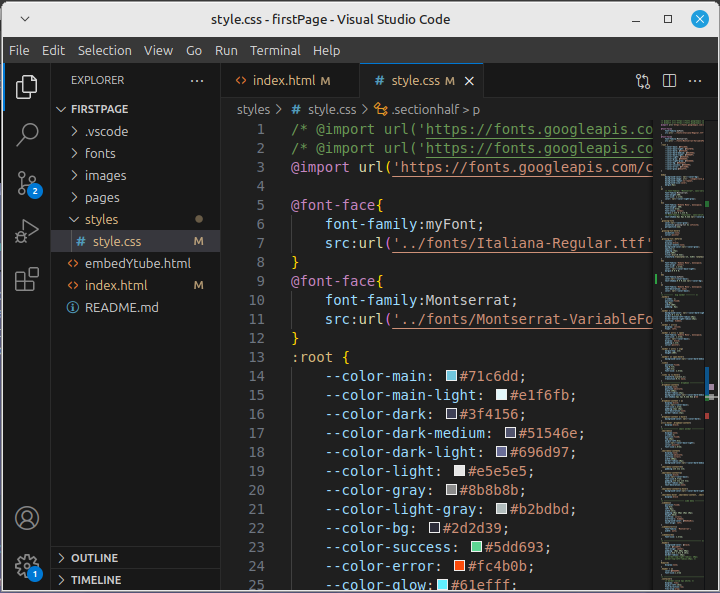 style.css - firstPage - Visual Studio Code
File Edit Selection View Go Run Terminal Help
EXPLORER
FIRSTPAGE
.vscode
fonts
images
pages
styles
style.css M
embedYtube.html
index.html M
README.md
OUTLINE
TIMELINE
2
1
index.html M
style.css M
styles > # style.css > .sectionhalf > p
1 /* @import url('https://fonts.googleapis.co
2 /* @import url('https://fonts.googleapis.co
3 @import url('https://fonts.googleapis.com/c
4
5 @font-face{
6 font-family:myFont;
7 src:url('../fonts/Italiana-Regular.ttf'
8 }
9 @font-face{
10 font-family:Montserrat;
11 src:url('../fonts/Montserrat-VariableFo
12 }
13 :root {
14 --color-main: #71c6dd;
15 --color-main-light: #e1f6fb;
16 --color-dark: #3f4156;
17 --color-dark-medium: #51546e;
18 --color-dark-light: #696d97;
19 --color-light: #e5e5e5;
20 --color-gray: #8b8b8b;
21 --color-light-gray: #b2bdbd;
22 --color-bg: #2d2d39;
23 --color-success: #5dd693;
24 --color-error: #fc4b0b;
25 --color-glow:#61efff;